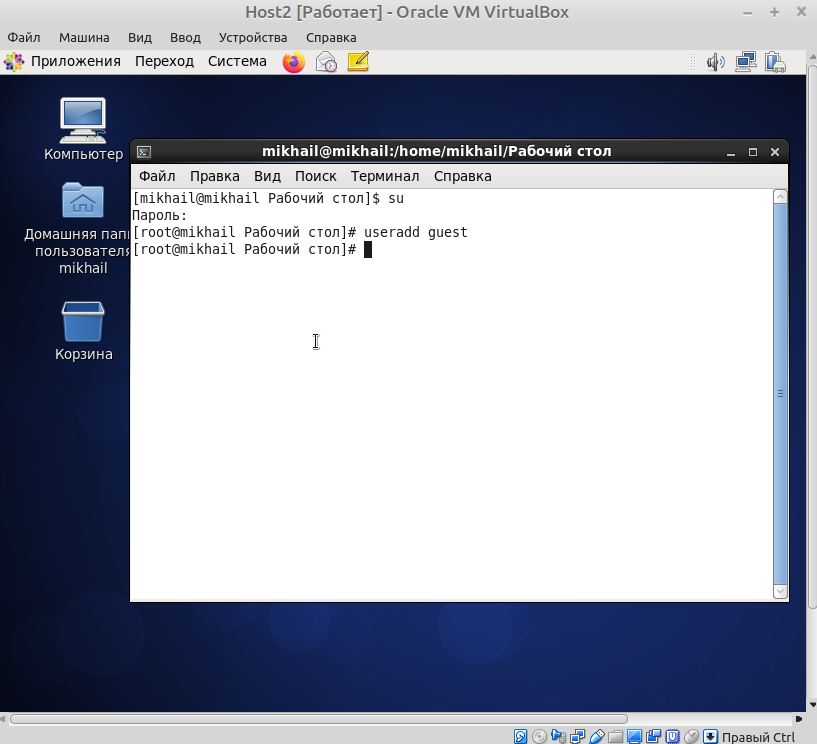 Host2 [Работает] - Oracle VM VirtualBox
Файл Машина Вид Ввод Устройства Справка
Приложения Переход Система
Компьютер
Домашняя пап
пользователя
mikhail
Корзина
mikhail@mikhail:/home/mikhail/Рабочий стол
Файл Правка Вид Поиск Терминал Справка
[mikhail@mikhail Рабочий стол]$ su
Пароль:
[root@mikhail Рабочий стол]# useradd guest
[root@mikhail Рабочий стол]#
Правый Ctrl